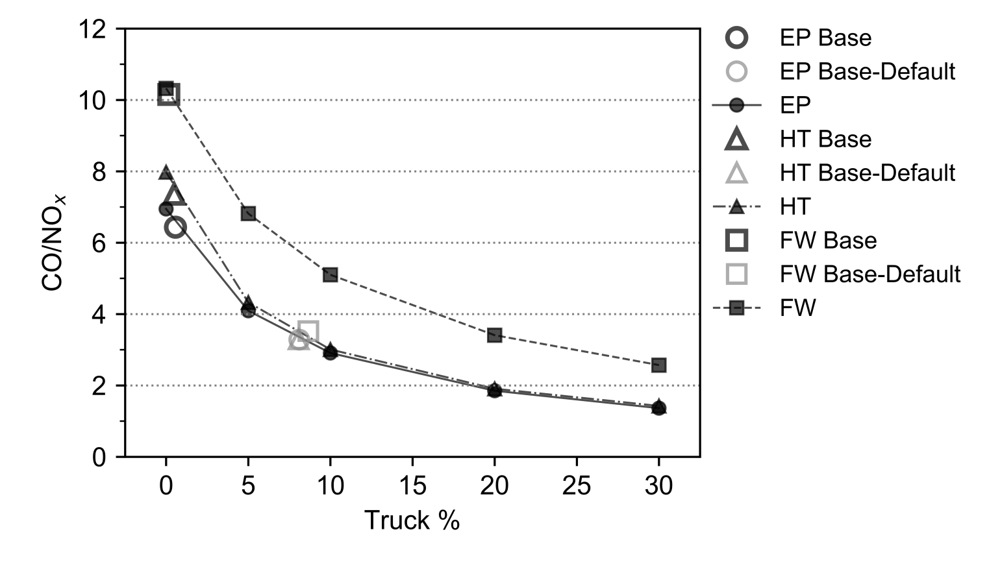 12
10
8
6
4
2
0
CO/NOx
0 5 10 15 20 25 30
Truck %
EP Base
EP Base-Default
EP
HT Base
HT Base-Default
HT
FW Base
FW Base-Default
FW